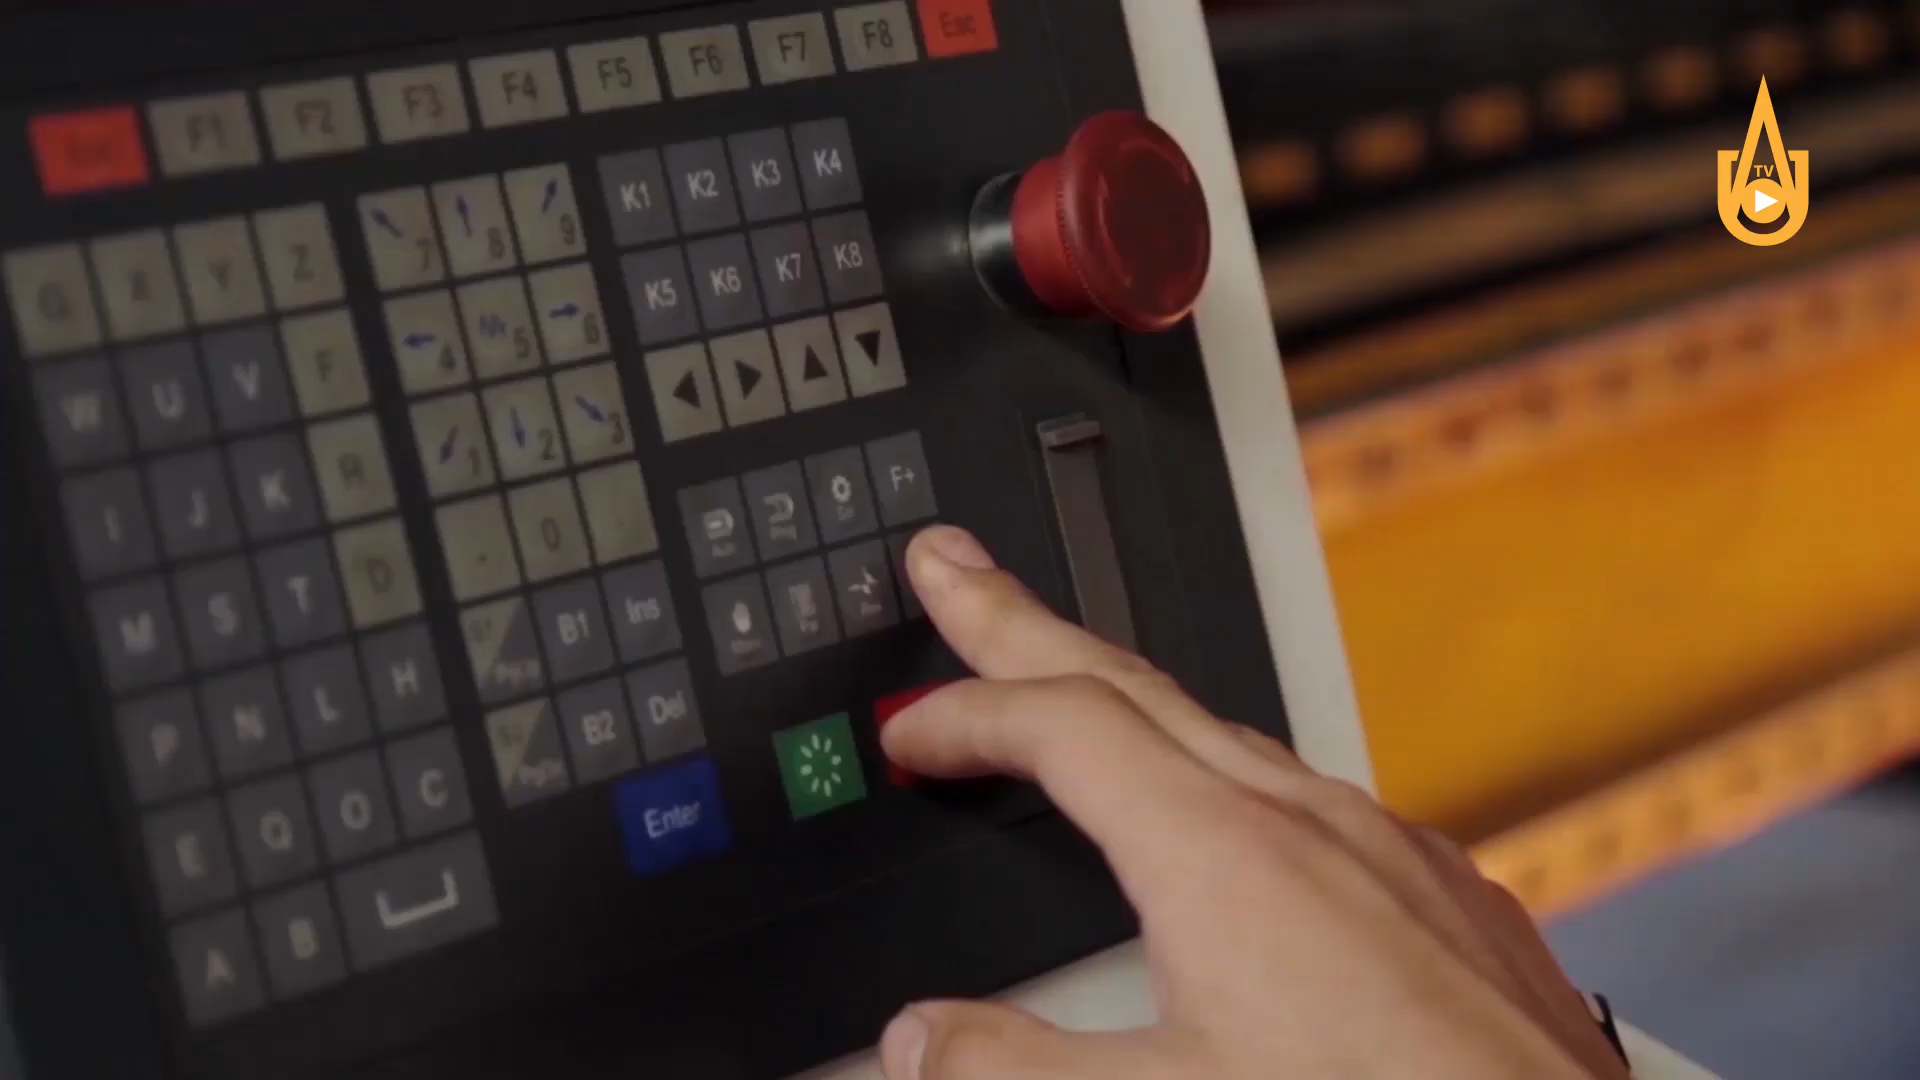 F1 F2 F3 F4 F5 F6 F7 F8 Esc
G X Y Z
W U V F
I J K R
M S T D
P N L H
E Q O C
A B
7 8 9
4 5 6
1 2 3
- 0 .
B1 Ins
B2 Del
Enter
K1 K2 K3 K4
K5 K6 K7 K8
F+
TV